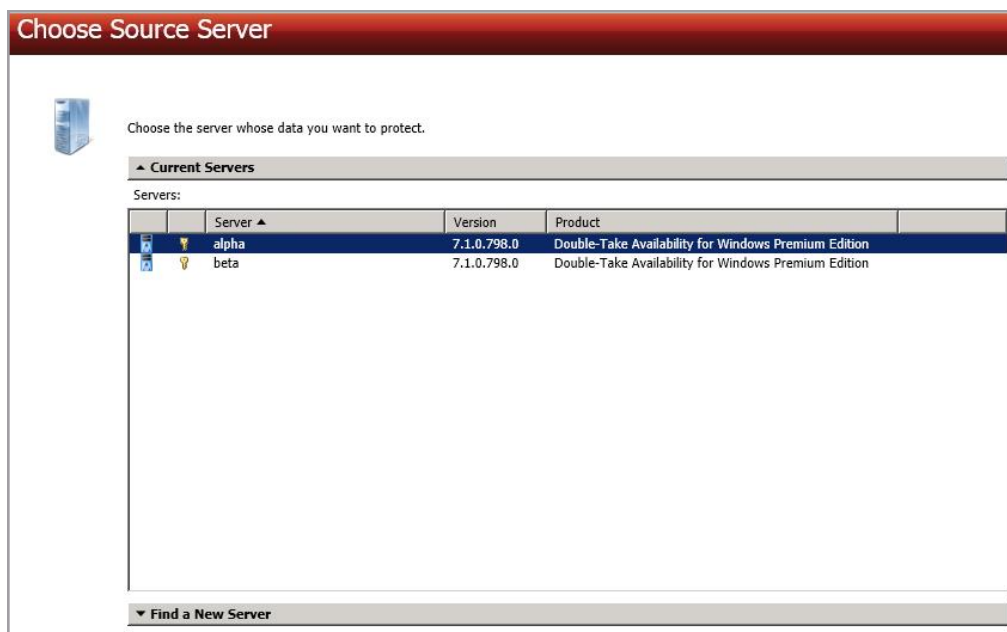 Choose Source Server
Choose the server whose data you want to protect.
Current Servers
Servers:
Server Version Product
alpha 7.1.0.798.0 Double-Take Availability for Windows Premium Edition
beta 7.1.0.798.0 Double-Take Availability for Windows Premium Edition
Find a New Server